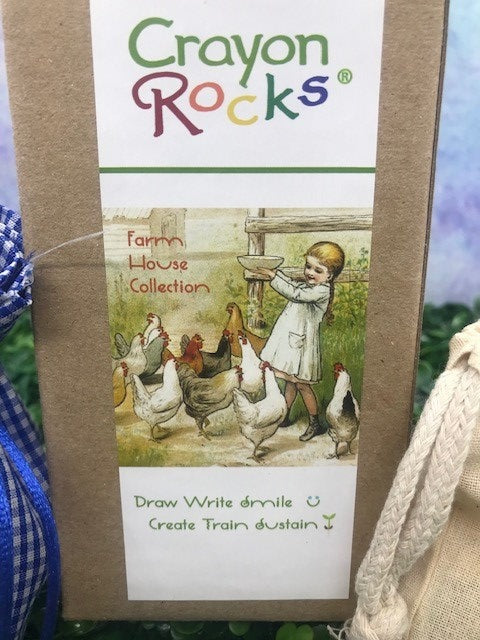 Crayon
Rocks®
Farm
House
Collection
Draw Write Smile
Create Train Sustain